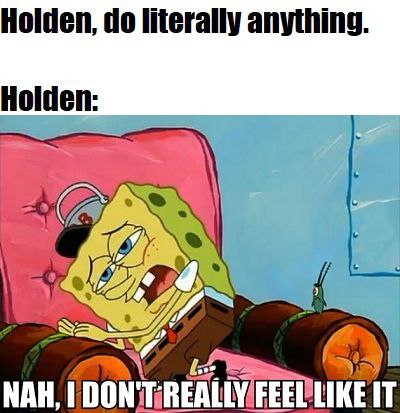 Holden, do literally anything.
Holden:
NAH, I DON'T REALLY FEEL LIKE IT